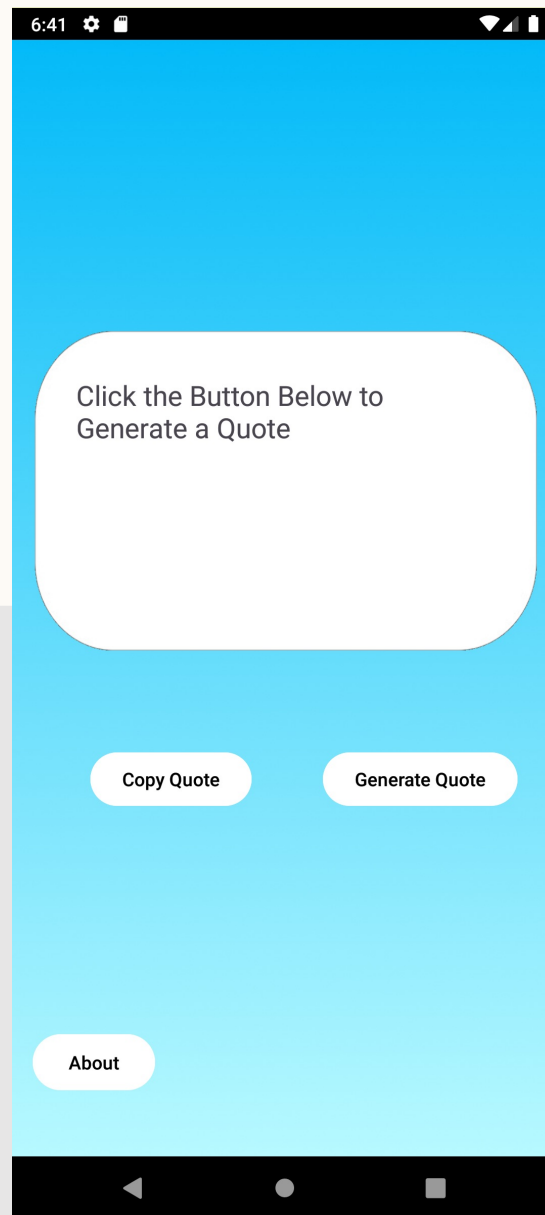 6:41
Click the Button Below to
Generate a Quote
Copy Quote
Generate Quote
About